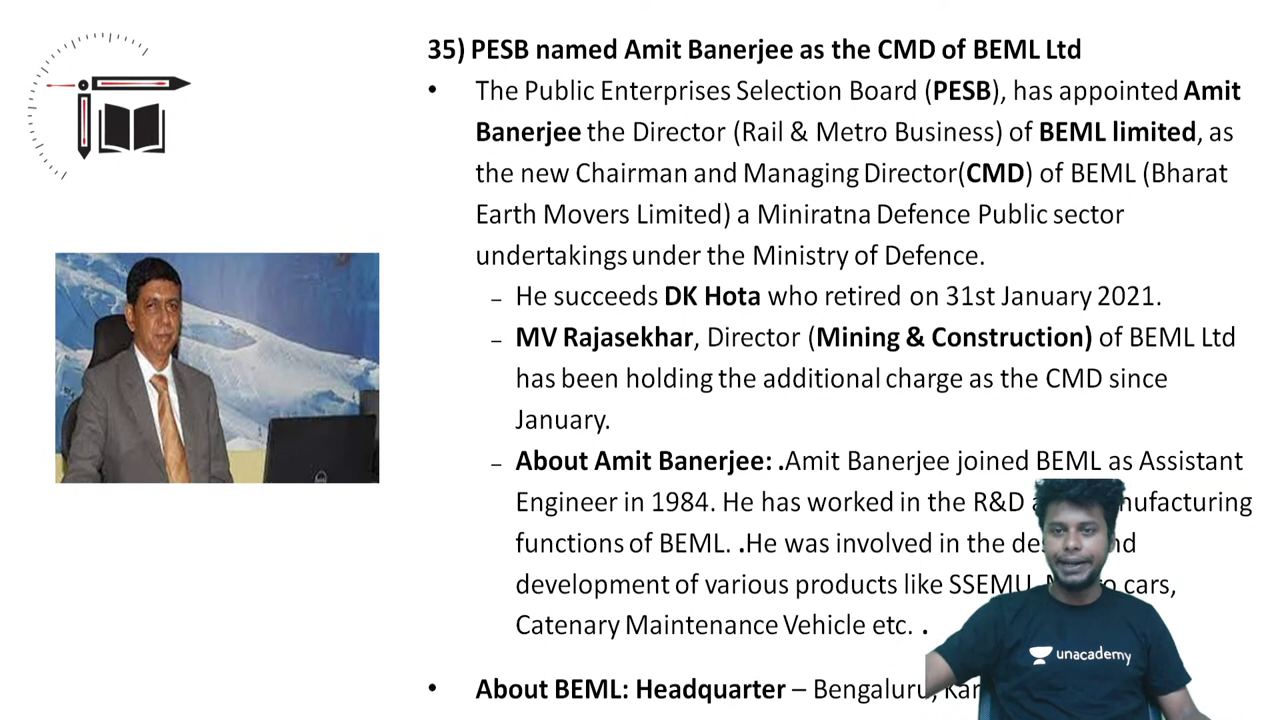 35) PESB named Amit Banerjee as the CMD of BEML Ltd
• The Public Enterprises Selection Board (PESB), has appointed Amit
Banerjee the Director (Rail & Metro Business) of BEML limited, as
the new Chairman and Managing Director(CMD) of BEML (Bharat
Earth Movers Limited) a Miniratna Defence Public sector
undertakings under the Ministry of Defence.
– He succeeds DK Hota who retired on 31st January 2021.
– MV Rajasekhar, Director (Mining & Construction) of BEML Ltd
has been holding the additional charge as the CMD since
January.
– About Amit Banerjee: .Amit Banerjee joined BEML as Assistant
Engineer in 1984. He has worked in the R&D
functions of BEML. .He was involved in the
development of various products like SSEMU, cars,
Catenary Maintenance Vehicle etc. .
• About BEML: Headquarter – Bengaluru,
unacademy